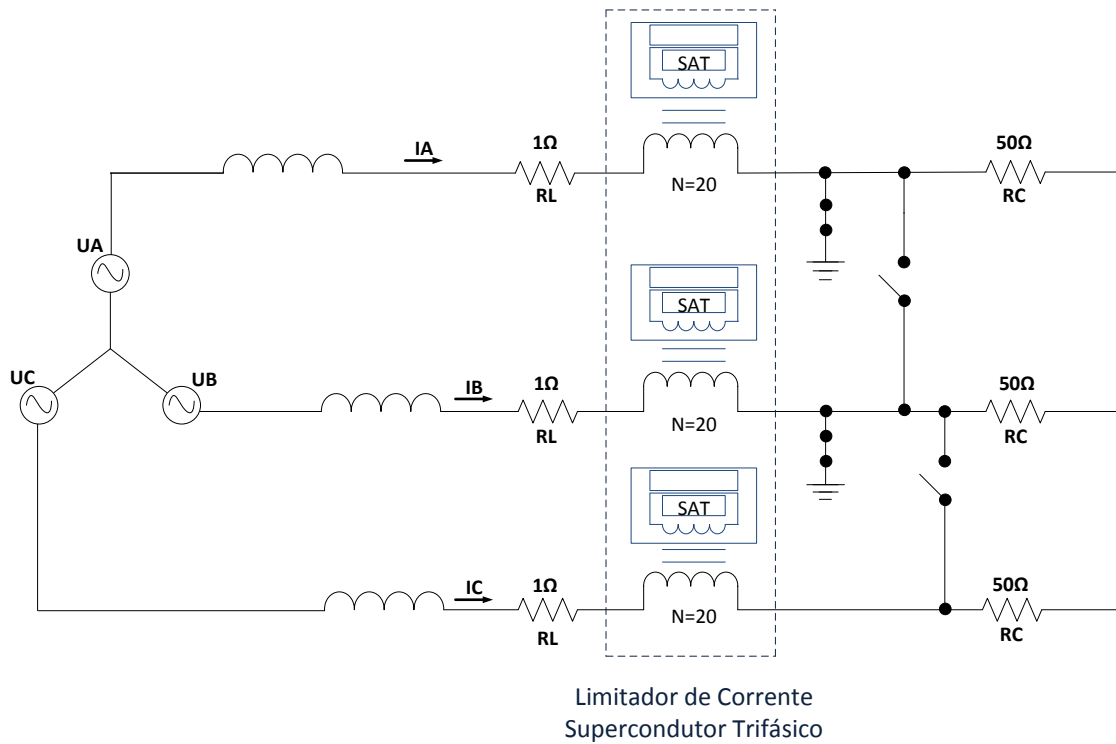 SAT
IA
1Ω
RL
N=20
50Ω
RC
UA
SAT
UC
UB
IB
1Ω
RL
N=20
50Ω
RC
SAT
IC
1Ω
RL
N=20
50Ω
RC
Limitador de Corrente
Supercondutor Trifásico